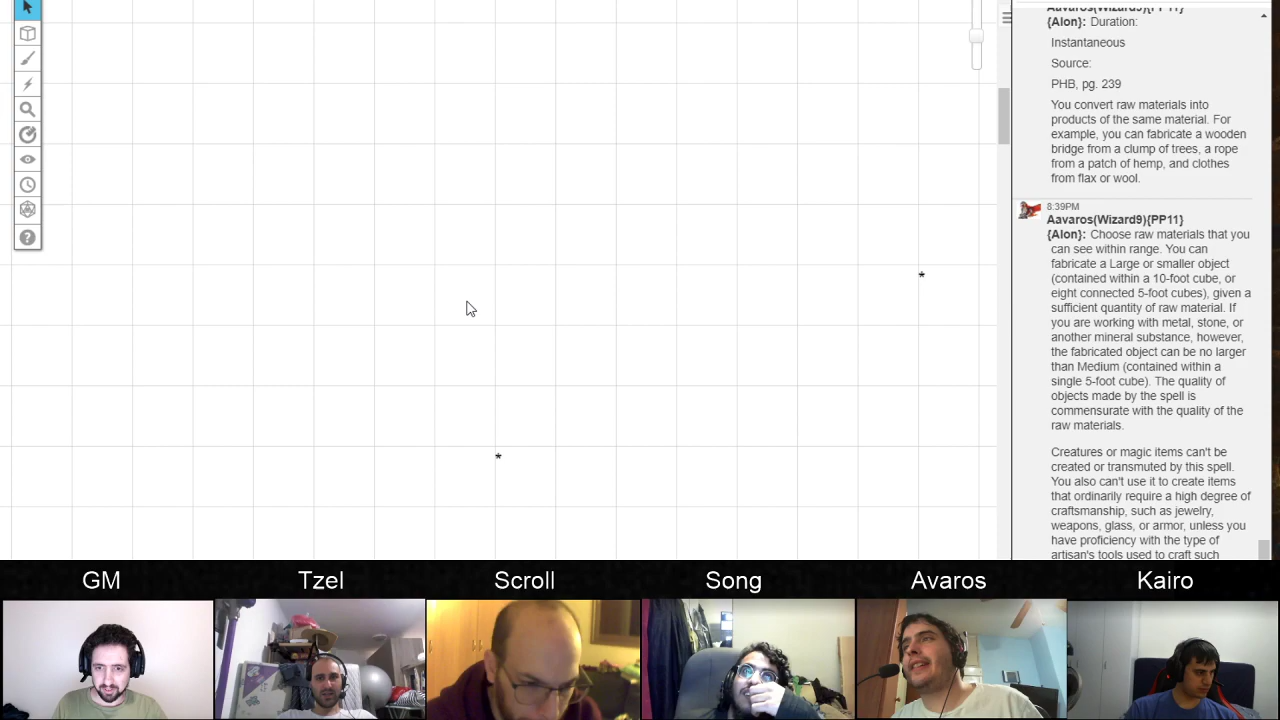 Aavaros(Wizard9){PP11}
{Alon}: Duration:
Instantaneous
Source:
PHB, pg. 239
You convert raw materials into
products of the same material. For
example, you can fabricate a wooden
bridge from a clump of trees, a rope
from a patch of hemp, and clothes
from flax or wool.
8:39PM
Aavaros(Wizard9){PP11}
{Alon}: Choose raw materials that you
can see within range. You can
fabricate a Large or smaller object
(contained within a 10-foot cube, or
eight connected 5-foot cubes), given a
sufficient quantity of raw material. If
you are working with metal, stone, or
another mineral substance, however,
the fabricated object can be no larger
than Medium (contained within a
single 5-foot cube). The quality of
objects made by the spell is
commensurate with the quality of the
raw materials.
Creatures or magic items can't be
created or transmuted by this spell.
You also can't use it to create items
that ordinarily require a high degree of
craftsmanship, such as jewelry,
weapons, glass, or armor, unless you
have proficiency with the type of
artisan's tools used to craft such
*
*
GM
Tzel
Scroll
Song
Avaros
Kairo